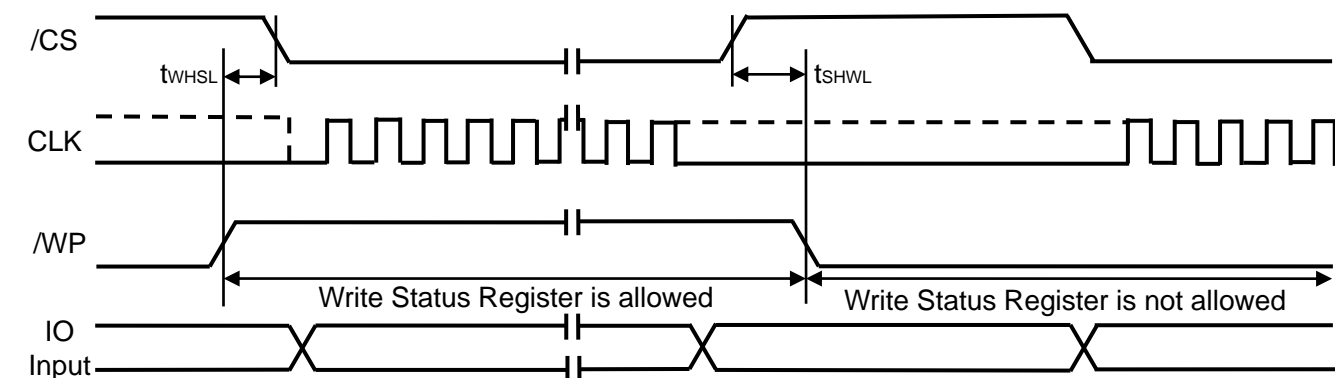 /CS
tWHSL
tSHWL
CLK
/WP
Write Status Register is allowed
Write Status Register is not allowed
IO
Input